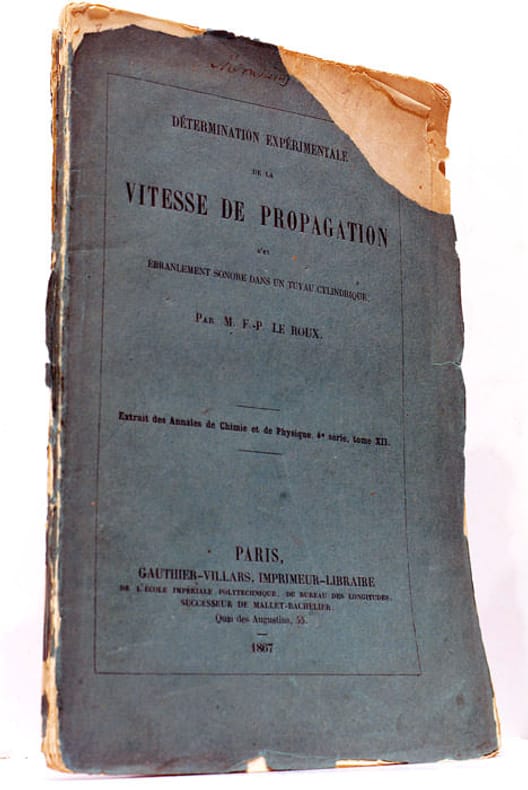 DÉTERMINATION EXPÉRIMENTALE
DE LA
VITESSE DE PROPAGATION
D'UN
ÉBRANLEMENT SONORE DANS UN TUYAU CYLINDRIQUE,
PAR M. F.-P. LE ROUX.
Extrait des Annales de Chimie et de Physique, 4e série, tome XII.
PARIS,
GAUTHIER-VILLARS, IMPRIMEUR-LIBRAIRE
DE L'ÉCOLE IMPÉRIALE POLYTECHNIQUE, DU BUREAU DES LONGITUDES,
SUCCESSEUR DE MALLET-BACHELIER,
Quai des Augustins, 55.
1867